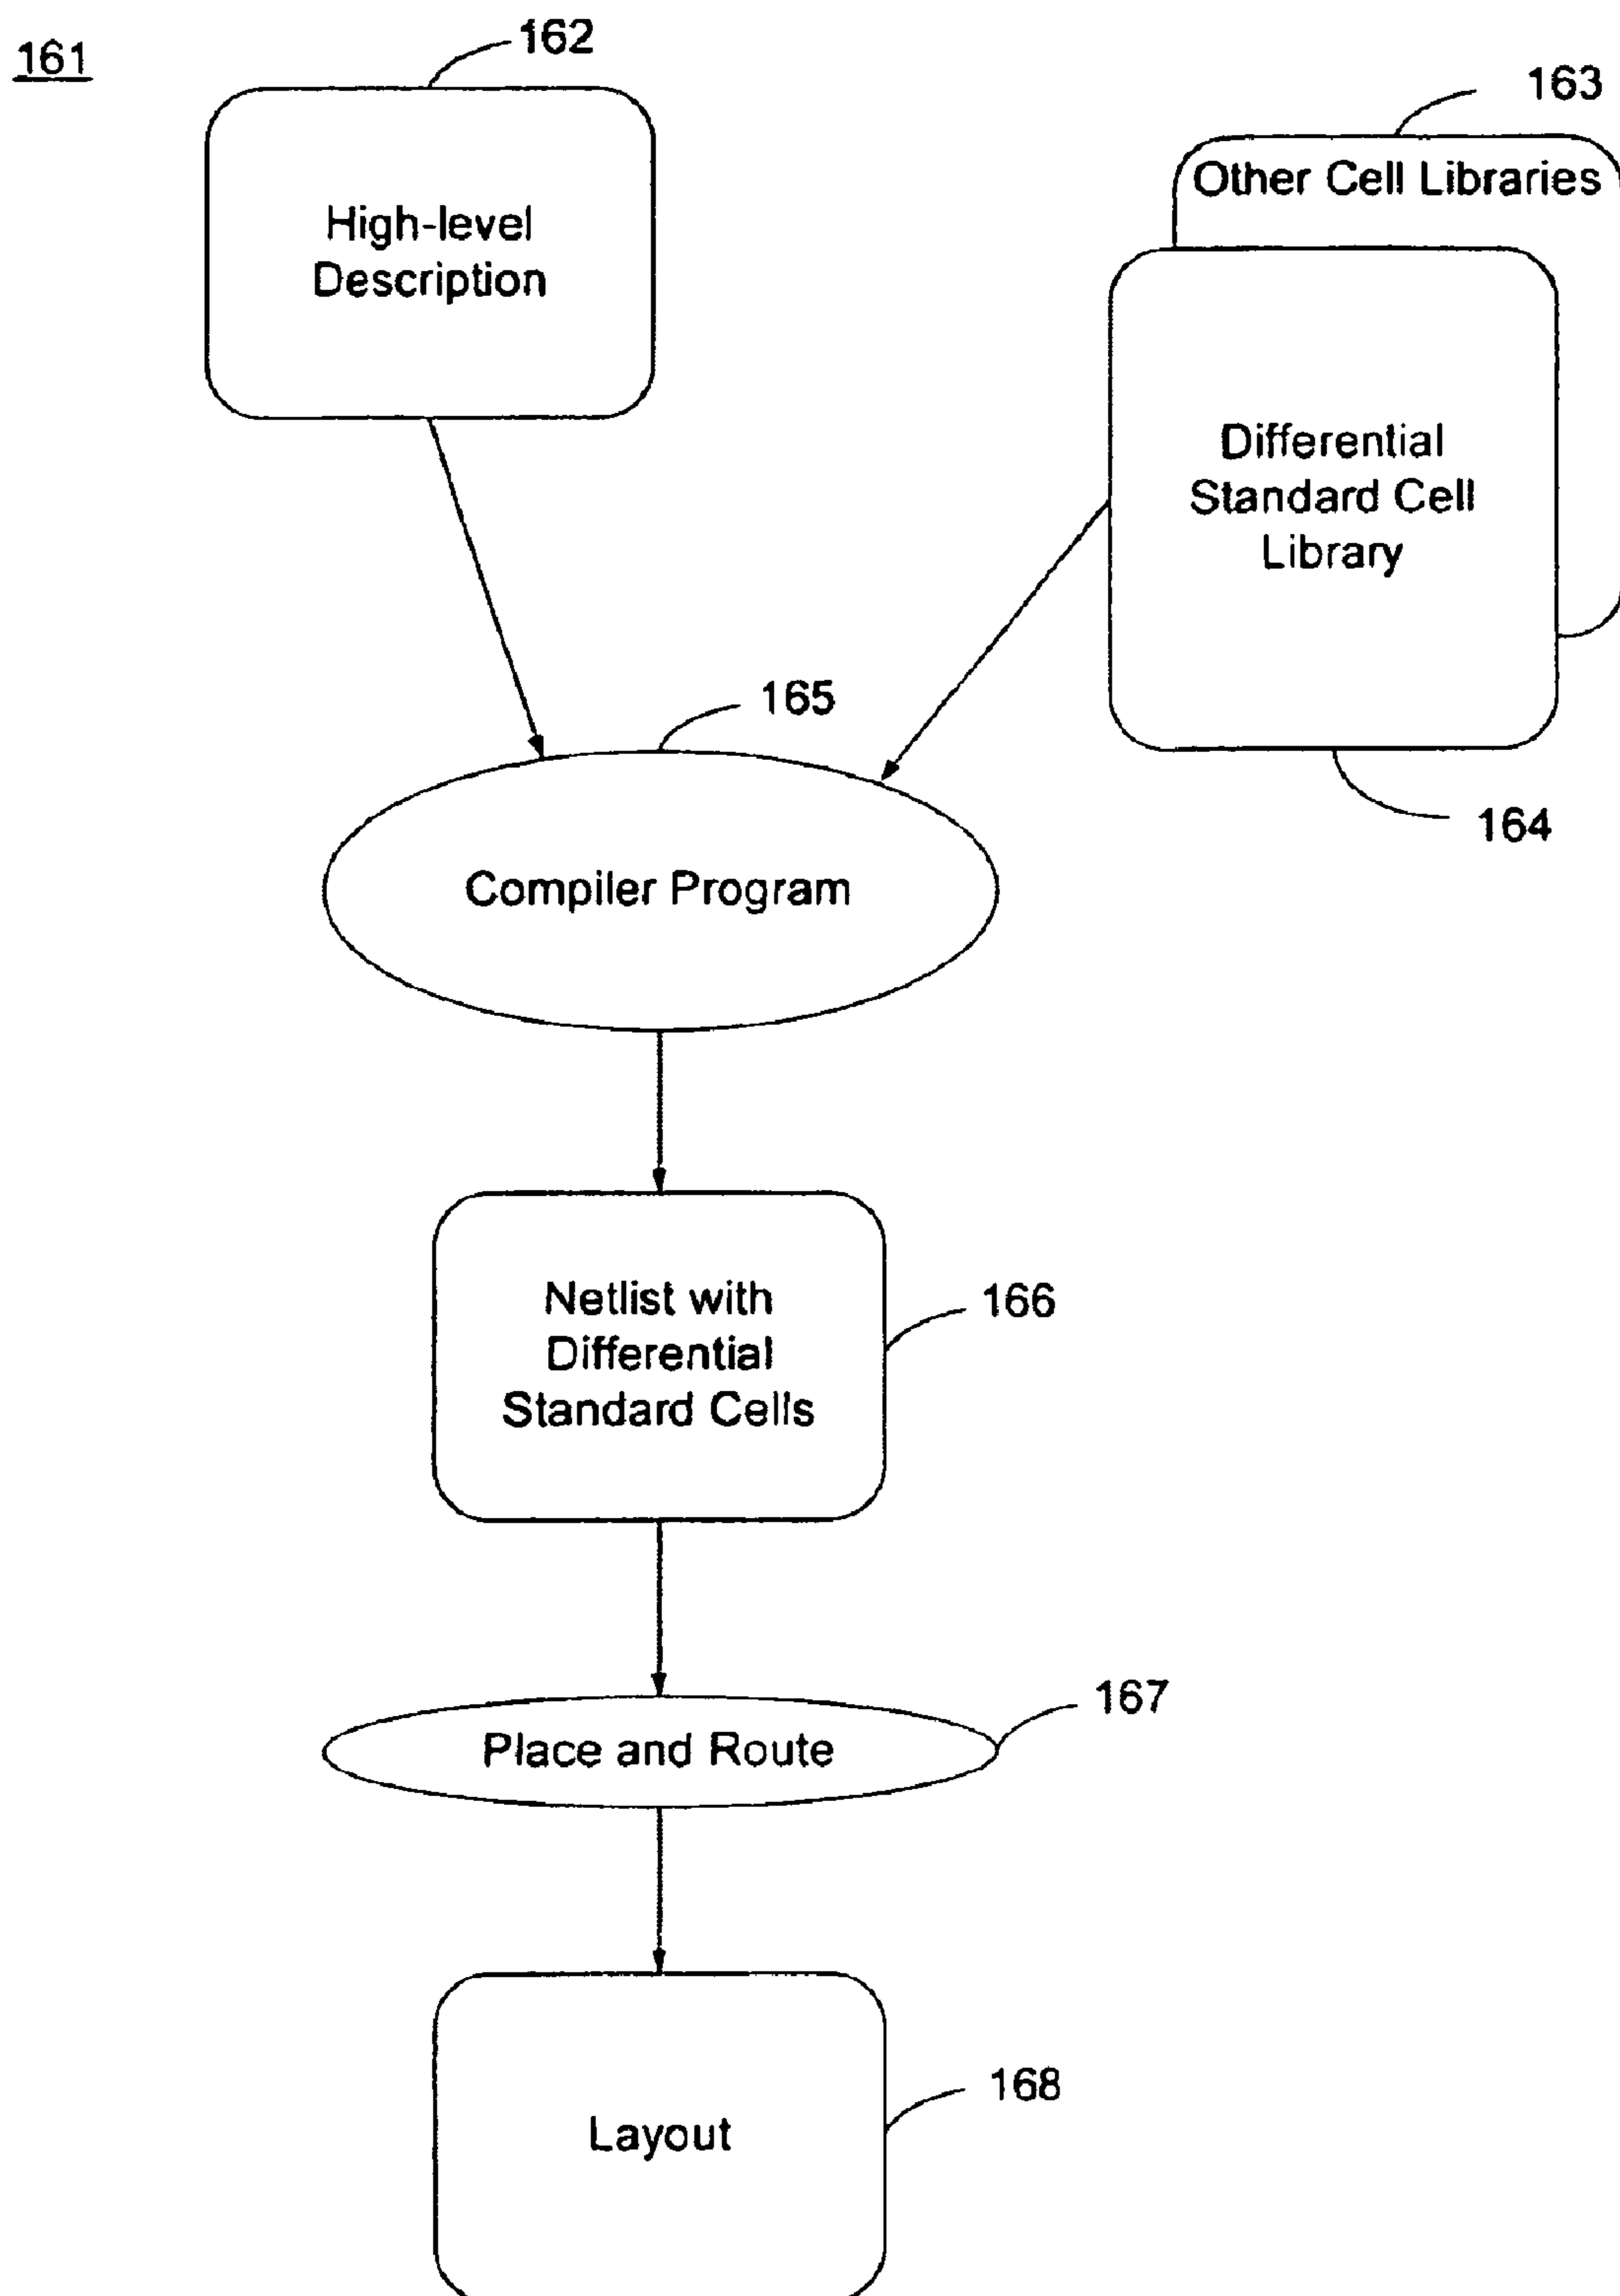 161
162
163
High-level
Description
Other Cell Libraries
Differential
Standard Cell
Library
164
165
Compiler Program
Netlist with
Differential
Standard Cells
166
167
Place and Route
168
Layout